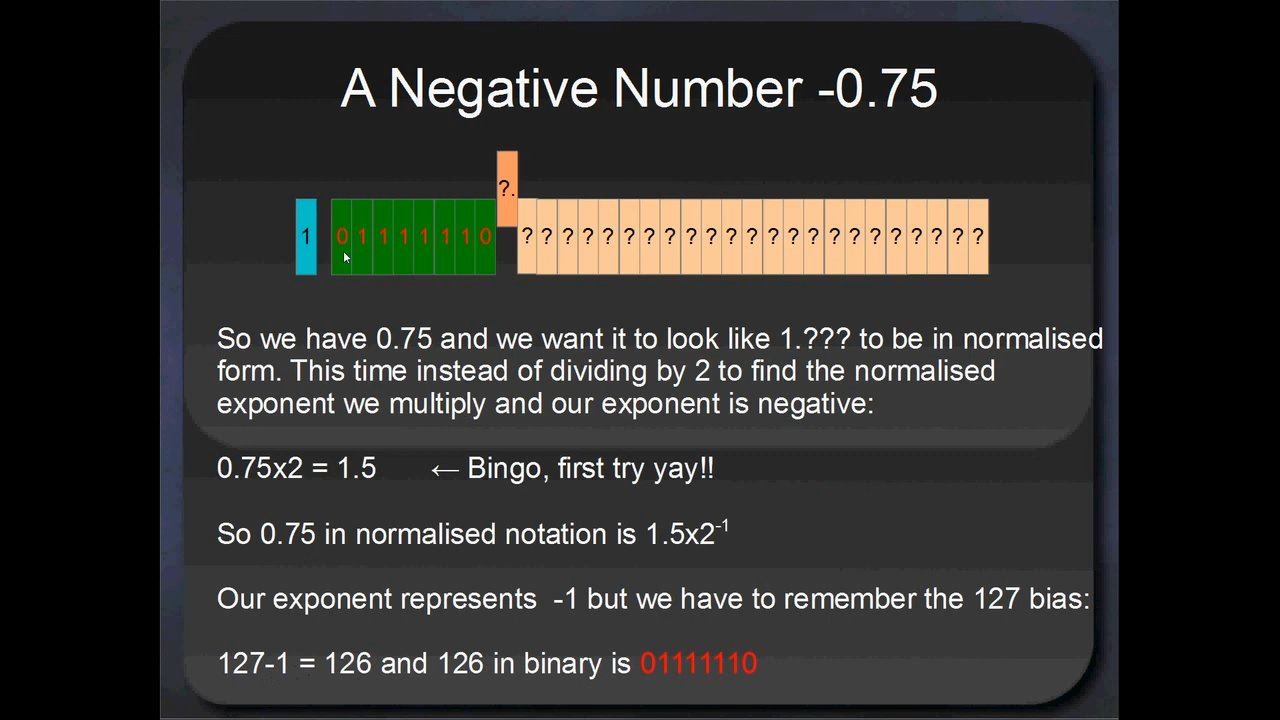 A Negative Number -0.75
?.
1 0 1 1 1 1 1 1 0 ? ? ? ? ? ? ? ? ? ? ? ? ? ? ? ? ? ? ? ? ? ? ?
So we have 0.75 and we want it to look like 1.??? to be in normalised
form. This time instead of dividing by 2 to find the normalised
exponent we multiply and our exponent is negative:
0.75x2 = 1.5 ← Bingo, first try yay!!
So 0.75 in normalised notation is 1.5x2⁻¹
Our exponent represents -1 but we have to remember the 127 bias:
127-1 = 126 and 126 in binary is 01111110